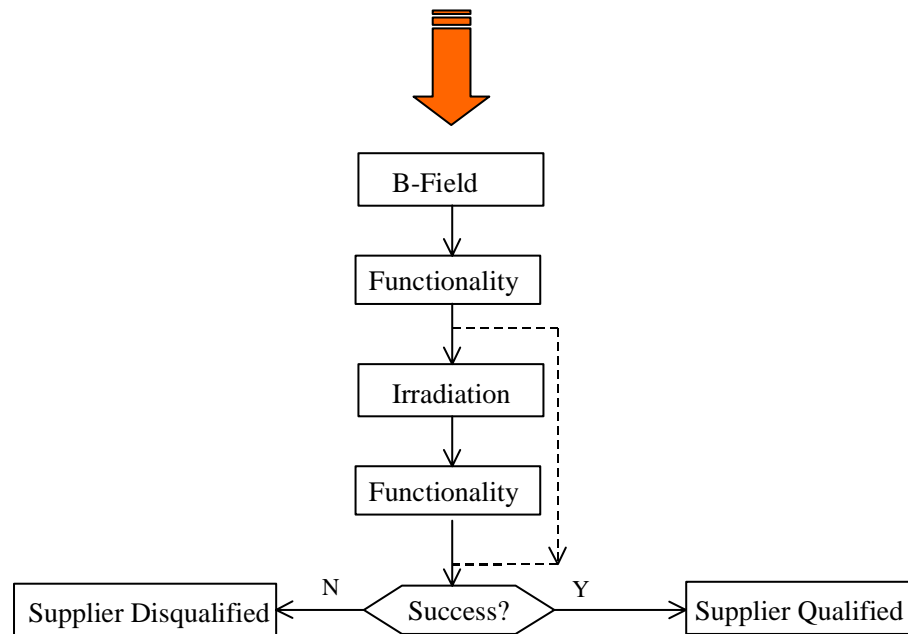 B-Field
Functionality
Irradiation
Functionality
N
Y
Supplier Disqualified
Success?
Supplier Qualified